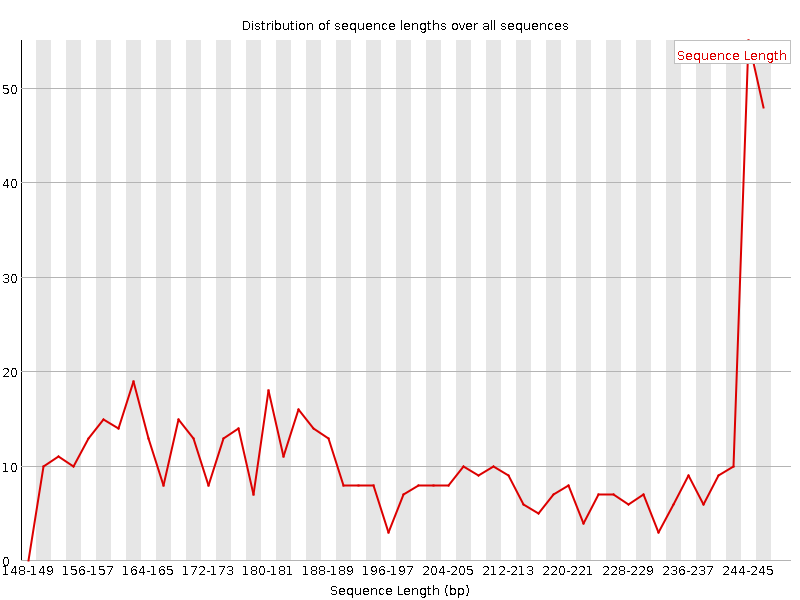 Distribution of sequence lengths over all sequences
Sequence Length
50
40
30
20
10
0
148-149 156-157 164-165 172-173 180-181 188-189 196-197 204-205 212-213 220-221 228-229 236-237 244-245
Sequence Length (bp)